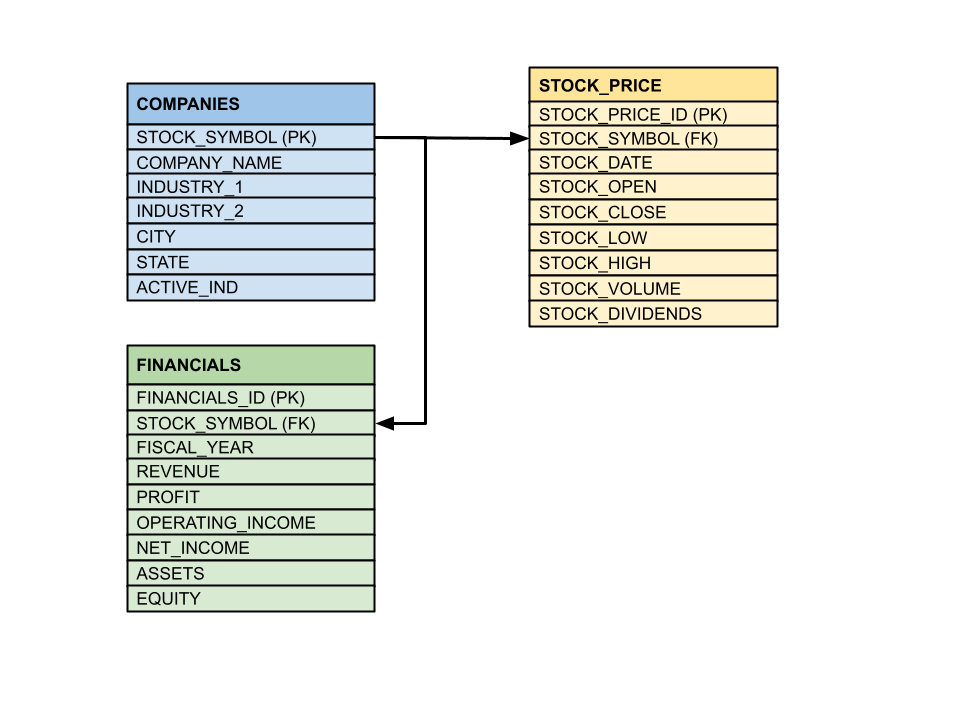 COMPANIES
STOCK_SYMBOL (PK)
COMPANY_NAME
INDUSTRY_1
INDUSTRY_2
CITY
STATE
ACTIVE_IND
STOCK_PRICE
STOCK_PRICE_ID (PK)
STOCK_SYMBOL (FK)
STOCK_DATE
STOCK_OPEN
STOCK_CLOSE
STOCK_LOW
STOCK_HIGH
STOCK_VOLUME
STOCK_DIVIDENDS
FINANCIALS
FINANCIALS_ID (PK)
STOCK_SYMBOL (FK)
FISCAL_YEAR
REVENUE
PROFIT
OPERATING_INCOME
NET_INCOME
ASSETS
EQUITY